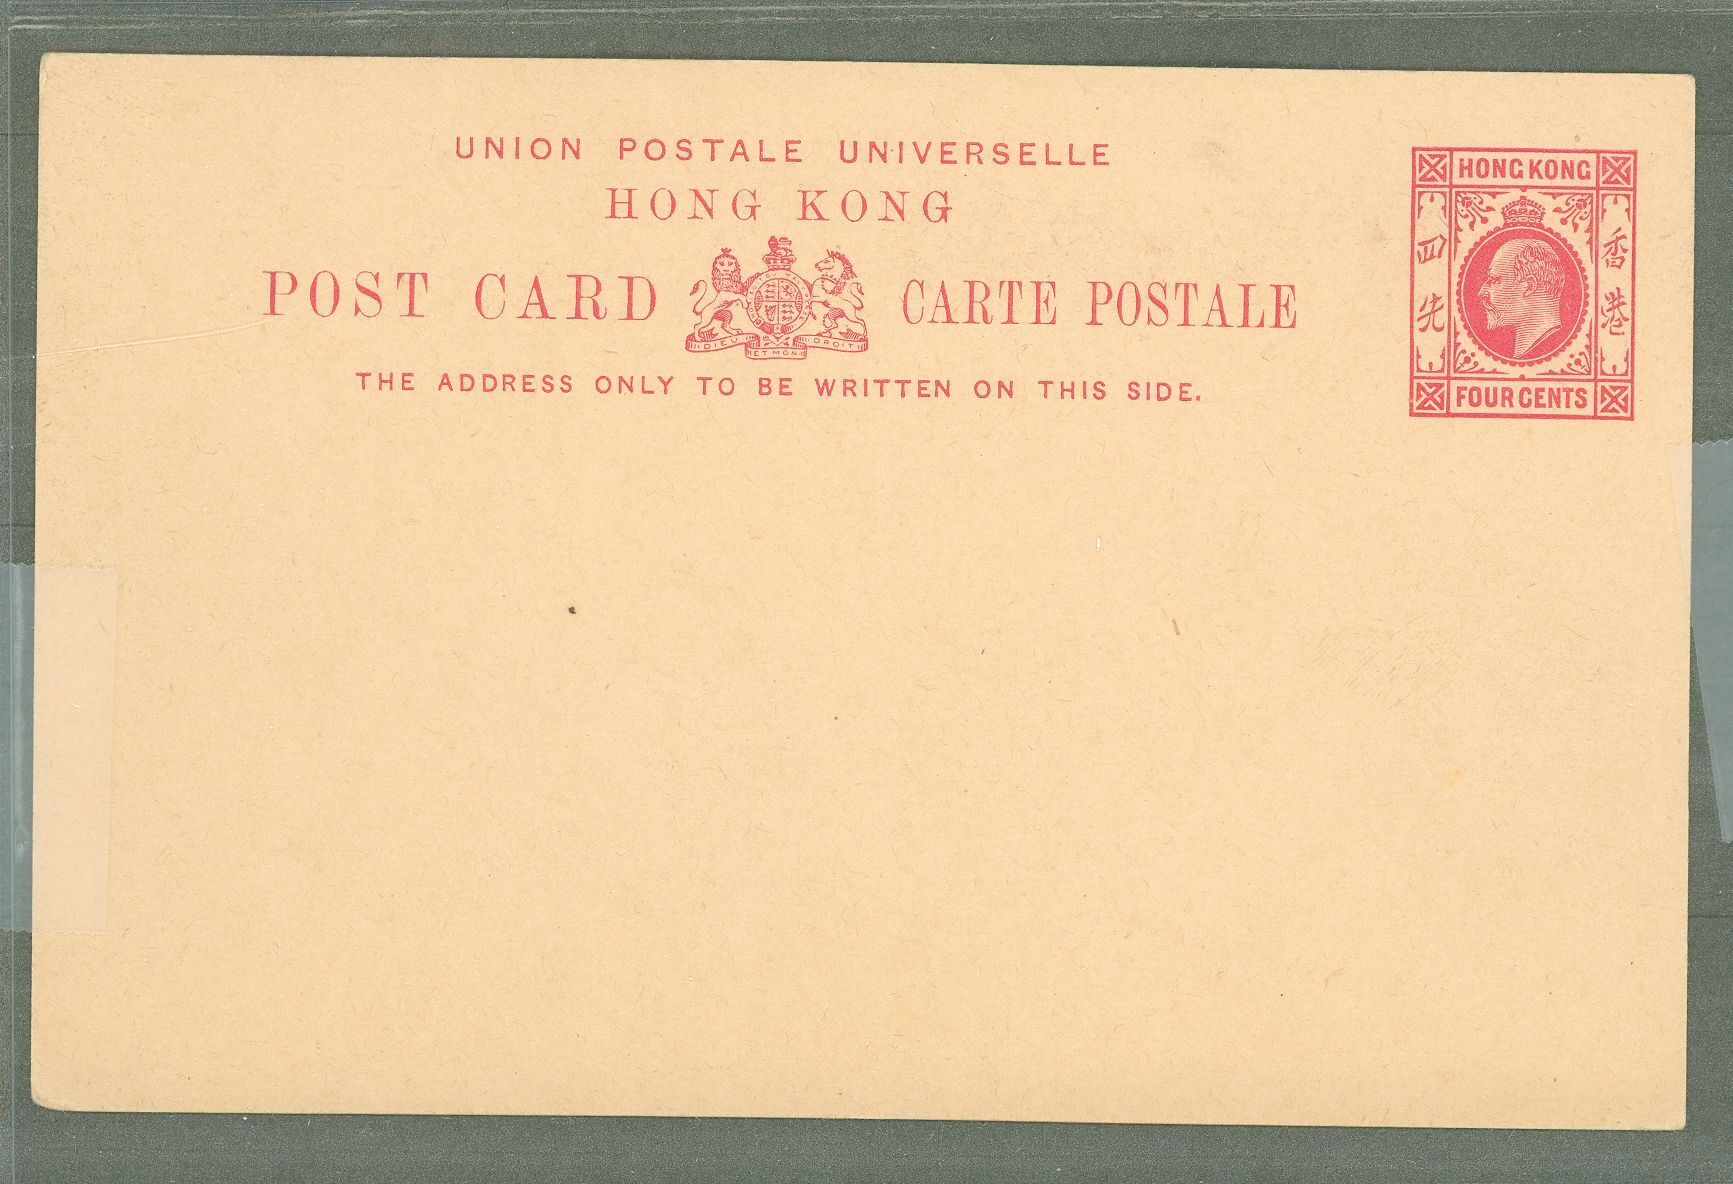 UNION POSTALE UNIVERSELLE
HONG KONG
POST CARD CARTE POSTALE
DIEU ET MON DROIT
THE ADDRESS ONLY TO BE WRITTEN ON THIS SIDE.
HONG KONG
香港
四先
FOUR CENTS